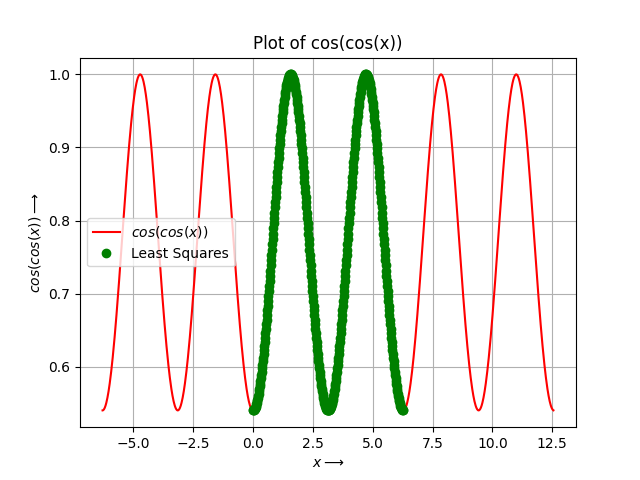 Plot of cos(cos(x))
cos(cos(x)) ⟶
1.0
0.9
0.8
0.7
0.6
cos(cos(x))
Least Squares
−5.0 −2.5 0.0 2.5 5.0 7.5 10.0 12.5
x ⟶